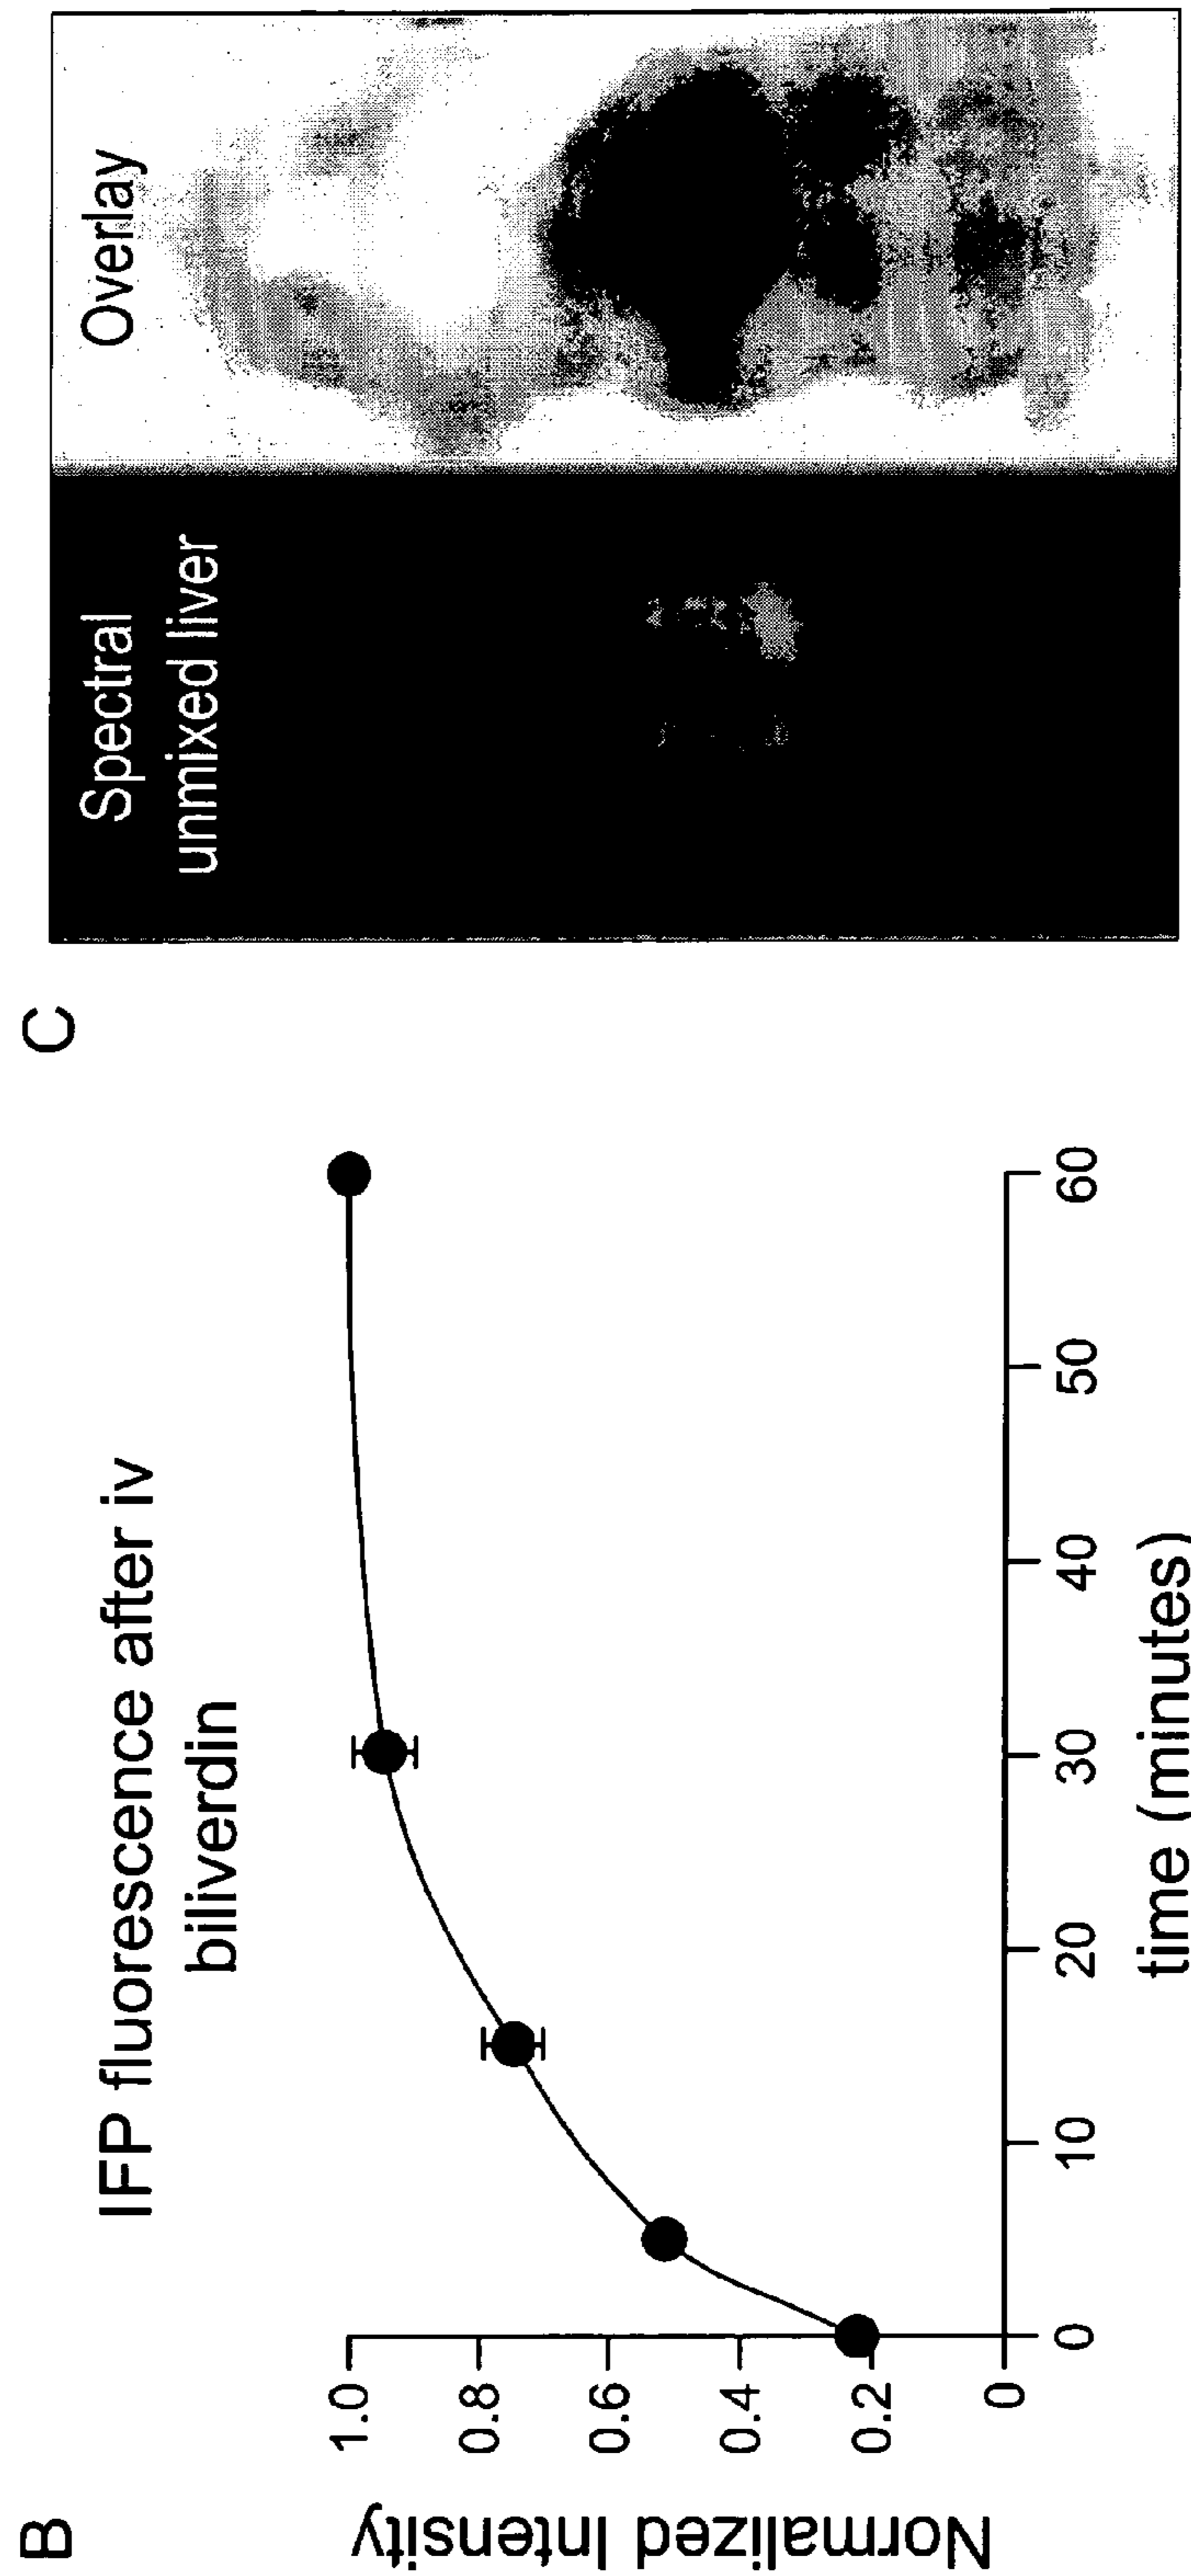 B
IFP fluorescence after iv
biliverdin
Normalized Intensity
1.0
0.8
0.6
0.4
0.2
0
0
10
20
30
40
50
60
time (minutes)
C
Spectral
unmixed liver
Overlay